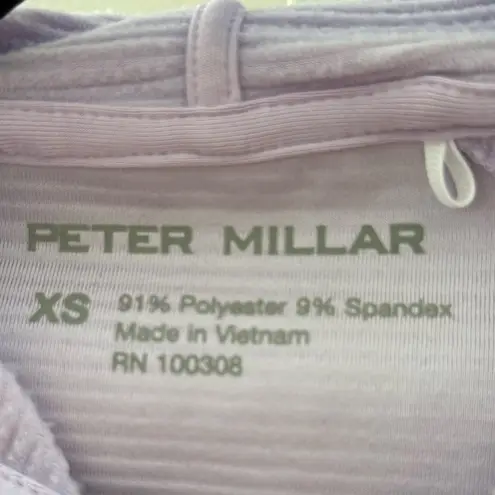 PETER MILLAR
XS 91% Polyester 9% Spandex
Made in Vietnam
RN 100308